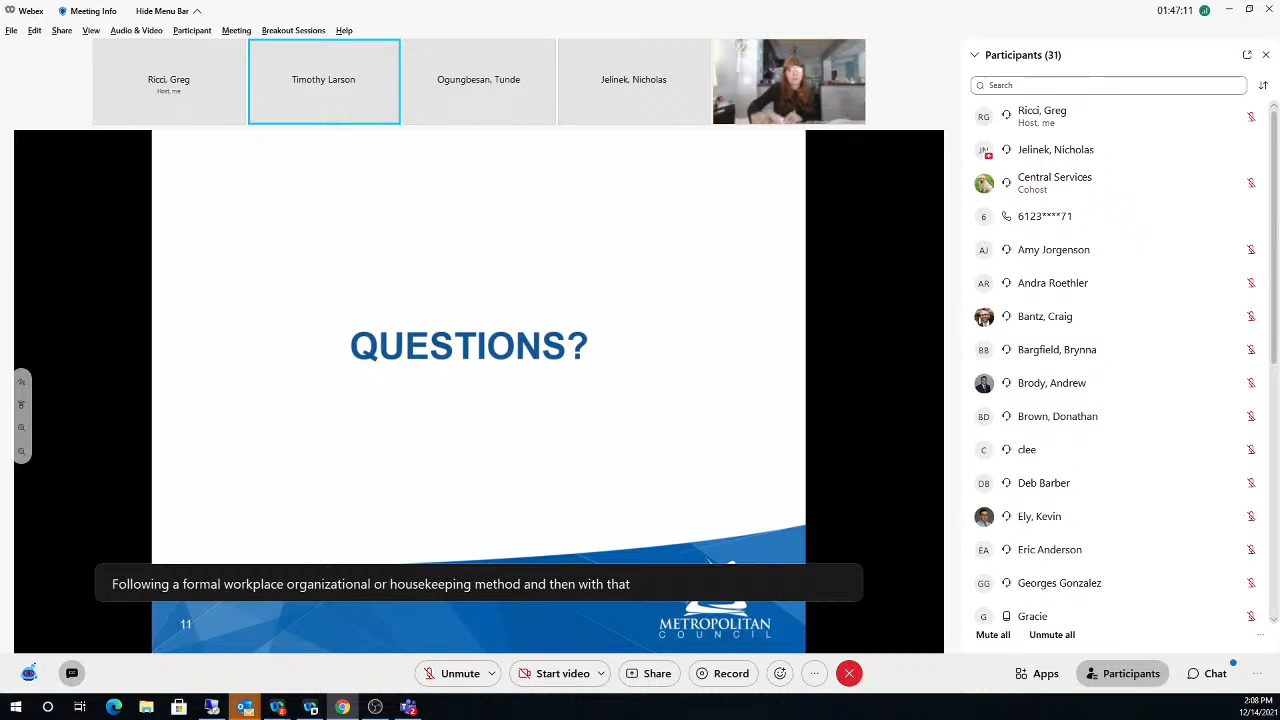 Webex
Meeting Info
Hide Menu Bar
01:47:11
File Edit Share View Audio & Video Participant Meeting Breakout Sessions Help
Ricci, Greg
Host, me
Timothy Larson
Ogungbesan, Tunde
Jelinek, Nicholas
QUESTIONS?
Following a formal workplace organizational or housekeeping method and then with that
11
METROPOLITAN
COUNCIL
Participants (31)
Search
RG Ricci, Greg
Host, me
JN Jelinek, Nicholas
Central Services
Cohost
6 6123****71
AJ Amy Jorgenson
AR Andra Roethler
Bantz, Craig
BB Bargfield, Brynna
Brody, Andrew
BD Brown, Donathan
C clee
DB Deb Barber
Ely, Kevin
EA Eric Anderson
GG Georges Gonzalez
G Gracie
Mute all Unmute all
Unmute Start video Share Record
Apps Participants Chat
2:08 PM
12/14/2021